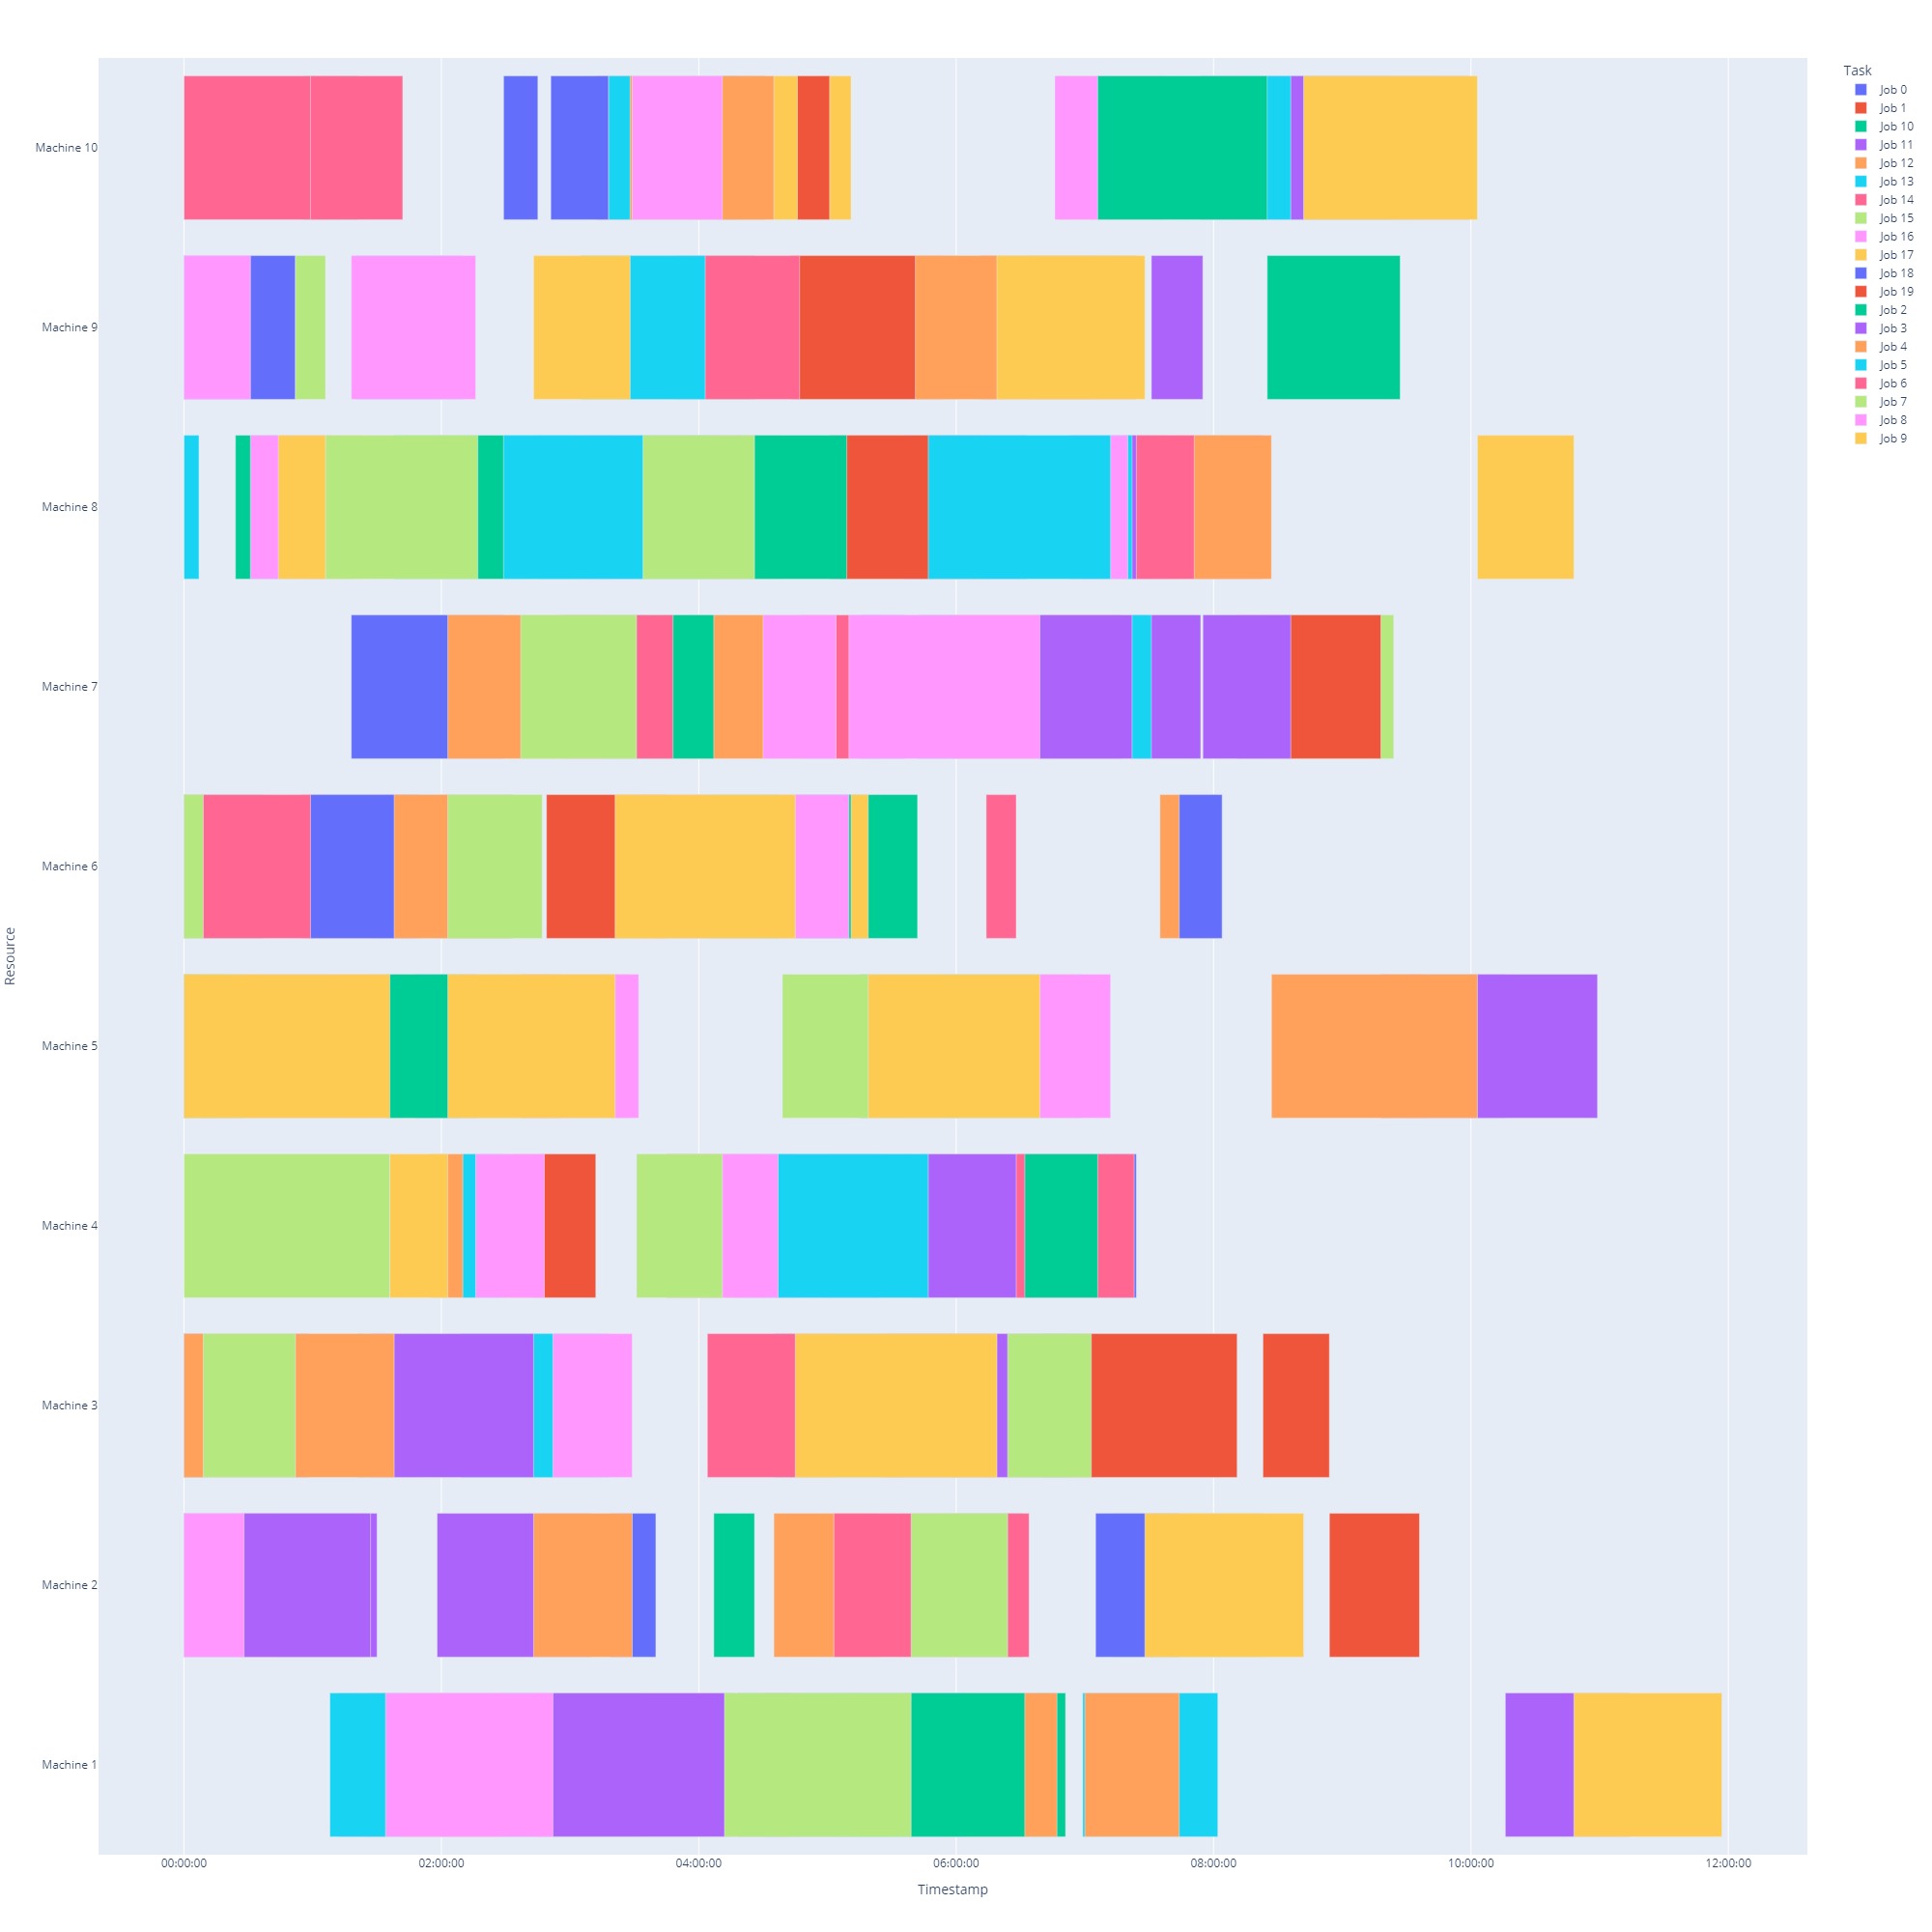 Task
Job 0
Job 1
Job 10
Job 11
Job 12
Job 13
Job 14
Job 15
Job 16
Job 17
Job 18
Job 19
Job 2
Job 3
Job 4
Job 5
Job 6
Job 7
Job 8
Job 9
Machine 10
Machine 9
Machine 8
Machine 7
Machine 6
Machine 5
Machine 4
Machine 3
Machine 2
Machine 1
Resource
00:00:00 02:00:00 04:00:00 06:00:00 08:00:00 10:00:00 12:00:00
Timestamp